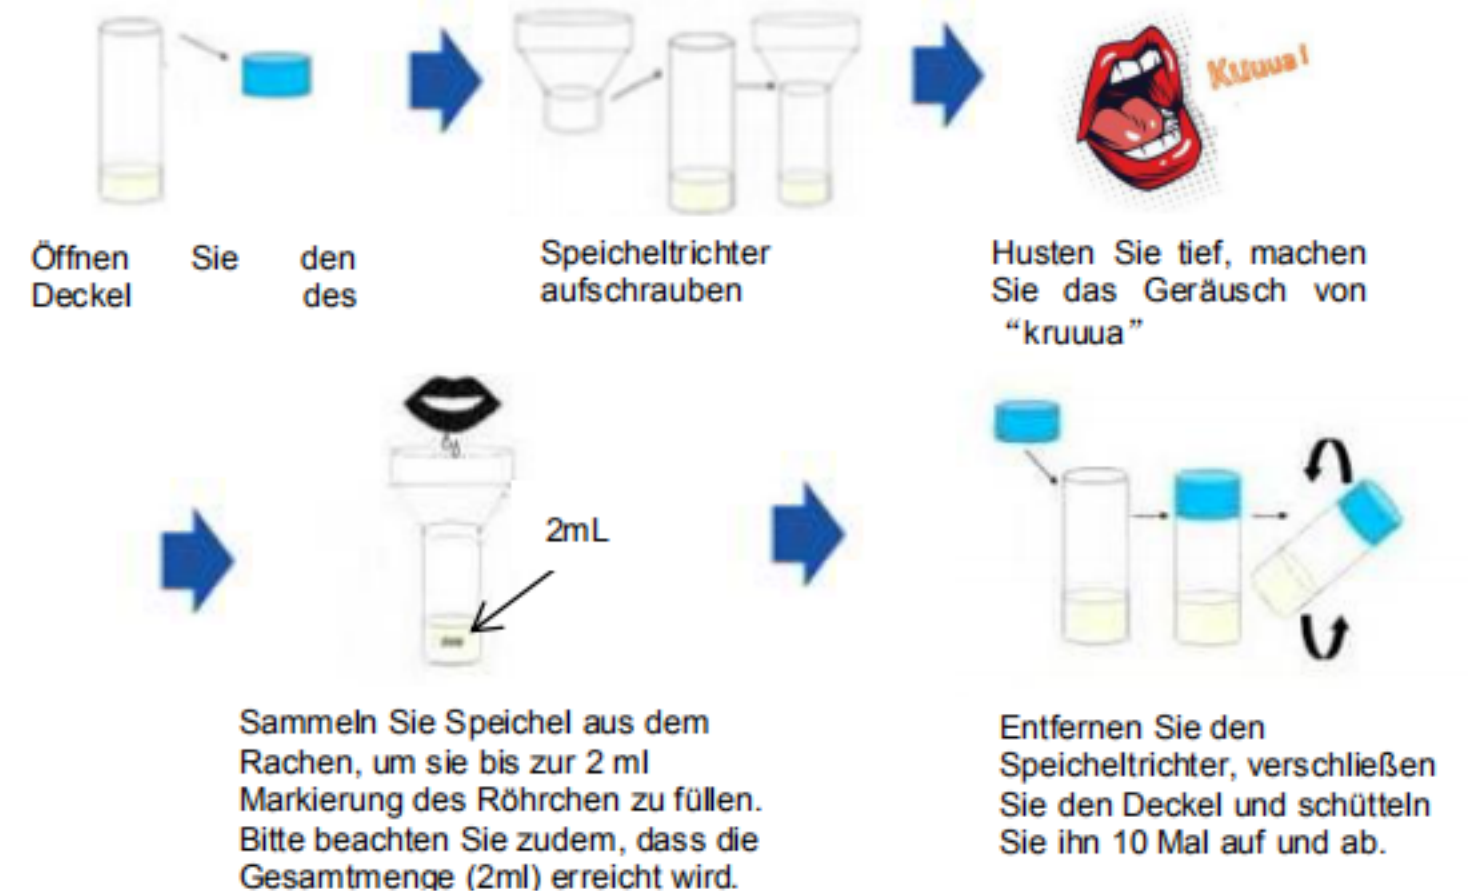 Kuuua!
Öffnen Sie den
Deckel des
Speicheltrichter
aufschrauben
Husten Sie tief, machen
Sie das Geräusch von
“kruuua”
2mL
Sammeln Sie Speichel aus dem
Rachen, um sie bis zur 2 ml
Markierung des Röhrchen zu füllen.
Bitte beachten Sie zudem, dass die
Gesamtmenge (2ml) erreicht wird.
Entfernen Sie den
Speicheltrichter, verschließen
Sie den Deckel und schütteln
Sie ihn 10 Mal auf und ab.